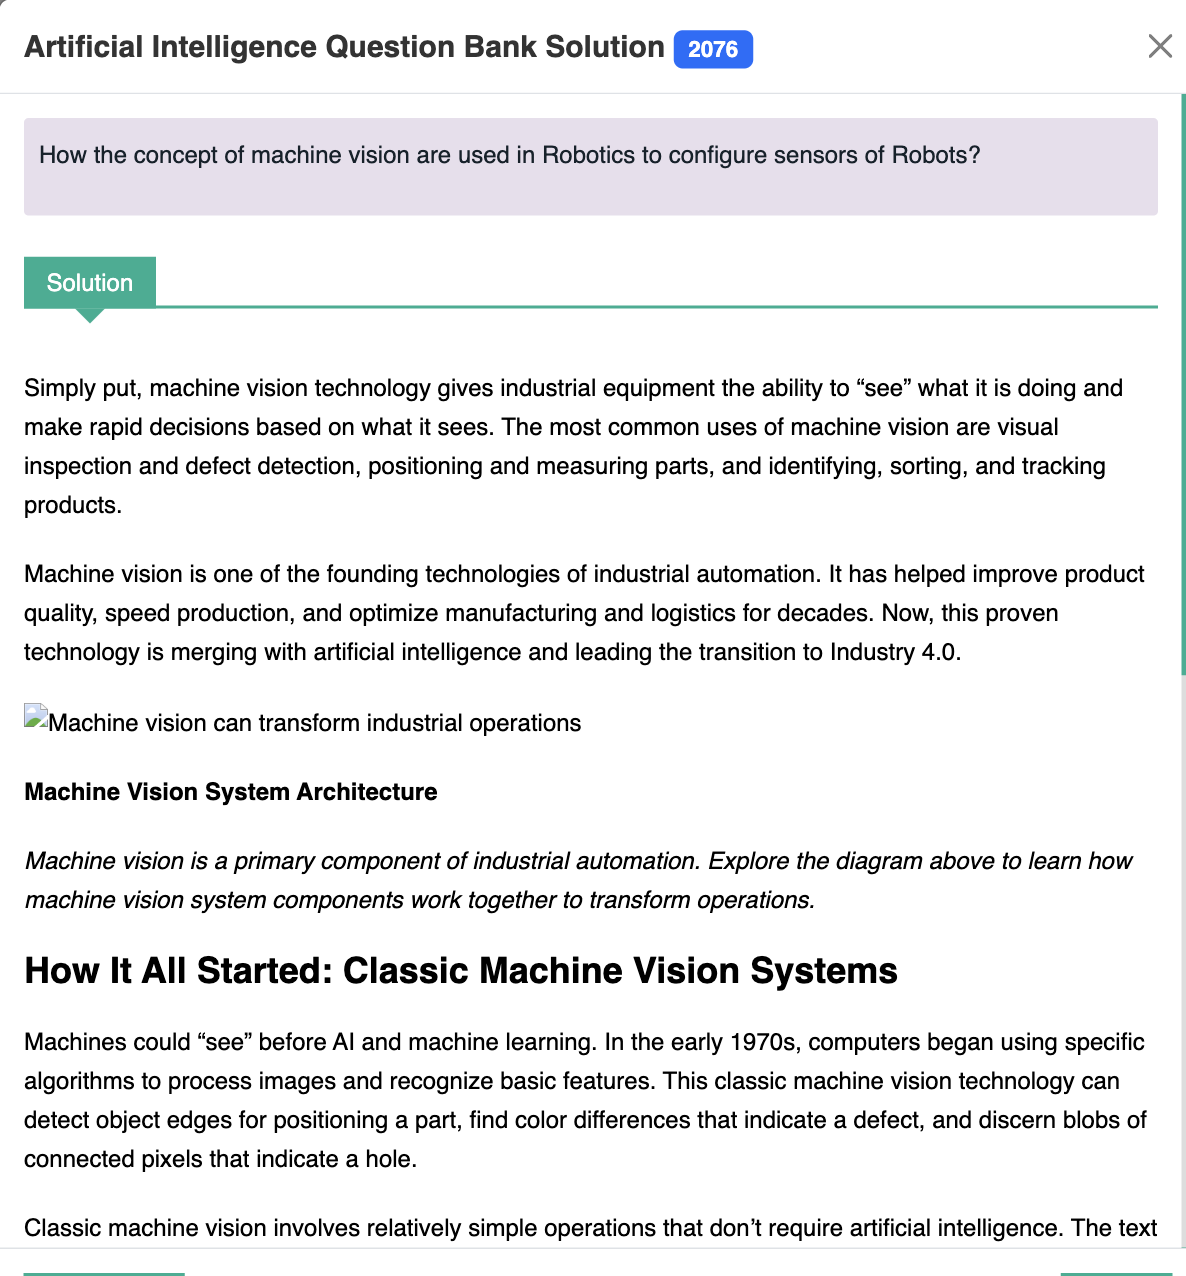 Artificial Intelligence Question Bank Solution 2076
How the concept of machine vision are used in Robotics to configure sensors of Robots?
Solution
Simply put, machine vision technology gives industrial equipment the ability to “see” what it is doing and
make rapid decisions based on what it sees. The most common uses of machine vision are visual
inspection and defect detection, positioning and measuring parts, and identifying, sorting, and tracking
products.
Machine vision is one of the founding technologies of industrial automation. It has helped improve product
quality, speed production, and optimize manufacturing and logistics for decades. Now, this proven
technology is merging with artificial intelligence and leading the transition to Industry 4.0.
Machine vision can transform industrial operations
Machine Vision System Architecture
Machine vision is a primary component of industrial automation. Explore the diagram above to learn how
machine vision system components work together to transform operations.
How It All Started: Classic Machine Vision Systems
Machines could “see” before AI and machine learning. In the early 1970s, computers began using specific
algorithms to process images and recognize basic features. This classic machine vision technology can
detect object edges for positioning a part, find color differences that indicate a defect, and discern blobs of
connected pixels that indicate a hole.
Classic machine vision involves relatively simple operations that don’t require artificial intelligence. The text